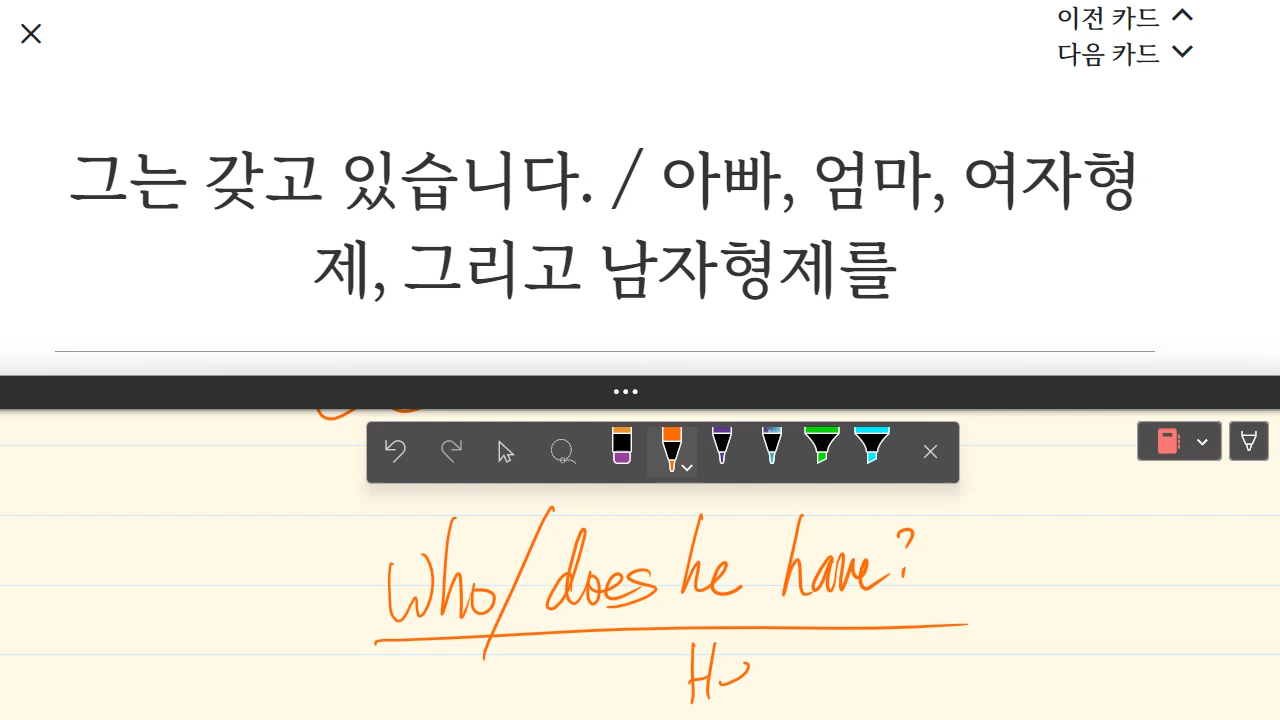 이전 카드
다음 카드
그는 갖고 있습니다. / 아빠, 엄마, 여자형
제, 그리고 남자형제를
Who/does he have?